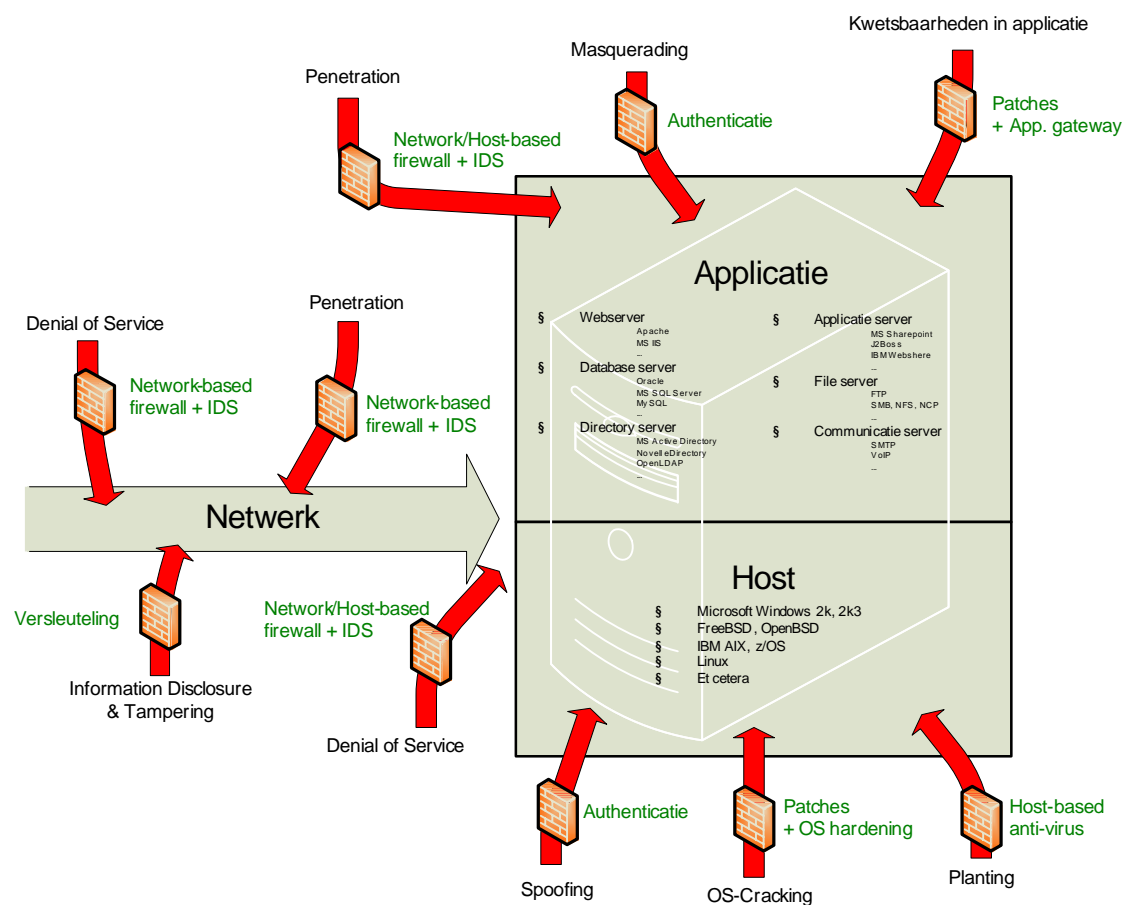 Kwetsbaarheden in applicatie
Masquerading
Penetration
Patches
+ App. gateway
Authenticatie
Network/Host-based
firewall + IDS
Applicatie
Penetration
Denial of Service
§ Webserver
Apache
MS IIS
...
§ Database server
Oracle
MS SQL Server
MySQL
...
§ Directory server
MS Active Directory
NovelleDirectory
OpenLDAP
...
§ Applicatie server
MS Sharepoint
J2Boss
IBM Webshere
...
§ File server
FTP
SMB, NFS, NCP
...
§ Communicatie server
SMTP
VoIP
...
Network-based
firewall + IDS
Network-based
firewall + IDS
Netwerk
Host
§ Microsoft Windows 2k, 2k3
§ FreeBSD, OpenBSD
§ IBM AIX, z/OS
§ Linux
§ Et cetera
Versleuteling
Network/Host-based
firewall + IDS
Information Disclosure
& Tampering
Denial of Service
Authenticatie
Patches
+ OS hardening
Host-based
anti-virus
Spoofing
OS-Cracking
Planting